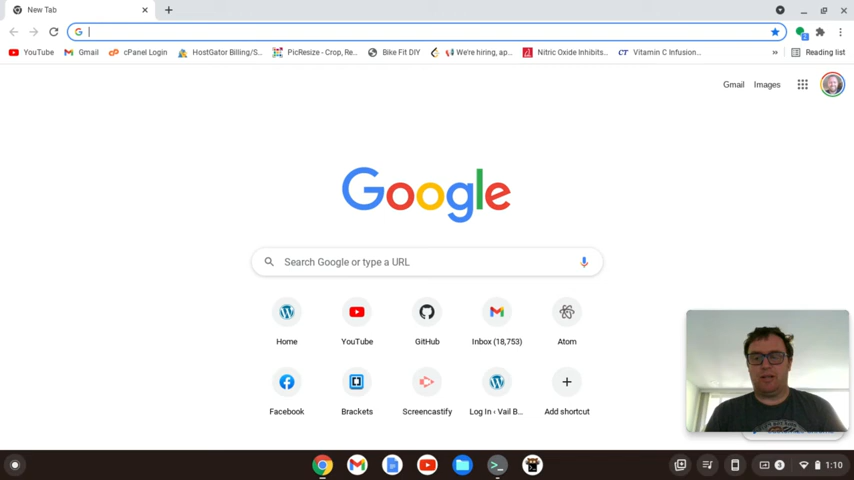 New Tab
YouTube
Gmail
cPanel Login
HostGator Billing/S...
PicResize - Crop, Re...
Bike Fit DIY
We're hiring, ap...
Nitric Oxide Inhibits...
CT Vitamin C Infusion...
»
Reading list
Gmail
Images
Google
Search Google or type a URL
Home
YouTube
GitHub
Inbox (18,753)
Atom
Facebook
Brackets
Screencastify
Log In ‹ Vail B...
Add shortcut
3
1:10